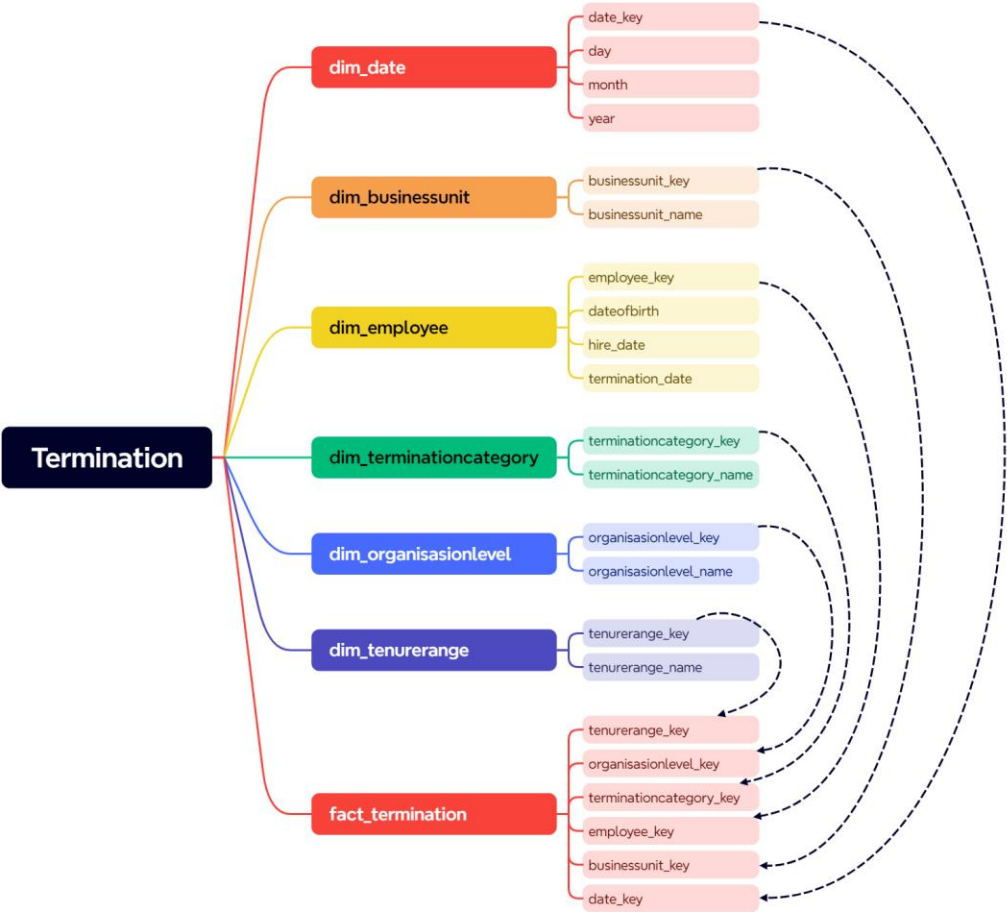 Termination
dim_date
date_key
day
month
year
dim_businessunit
businessunit_key
businessunit_name
dim_employee
employee_key
dateofbirth
hire_date
termination_date
dim_terminationcategory
terminationcategory_key
terminationcategory_name
dim_organisasionlevel
organisasionlevel_key
organisasionlevel_name
dim_tenurerange
tenurerange_key
tenurerange_name
fact_termination
tenurerange_key
organisasionlevel_key
terminationcategory_key
employee_key
businessunit_key
date_key